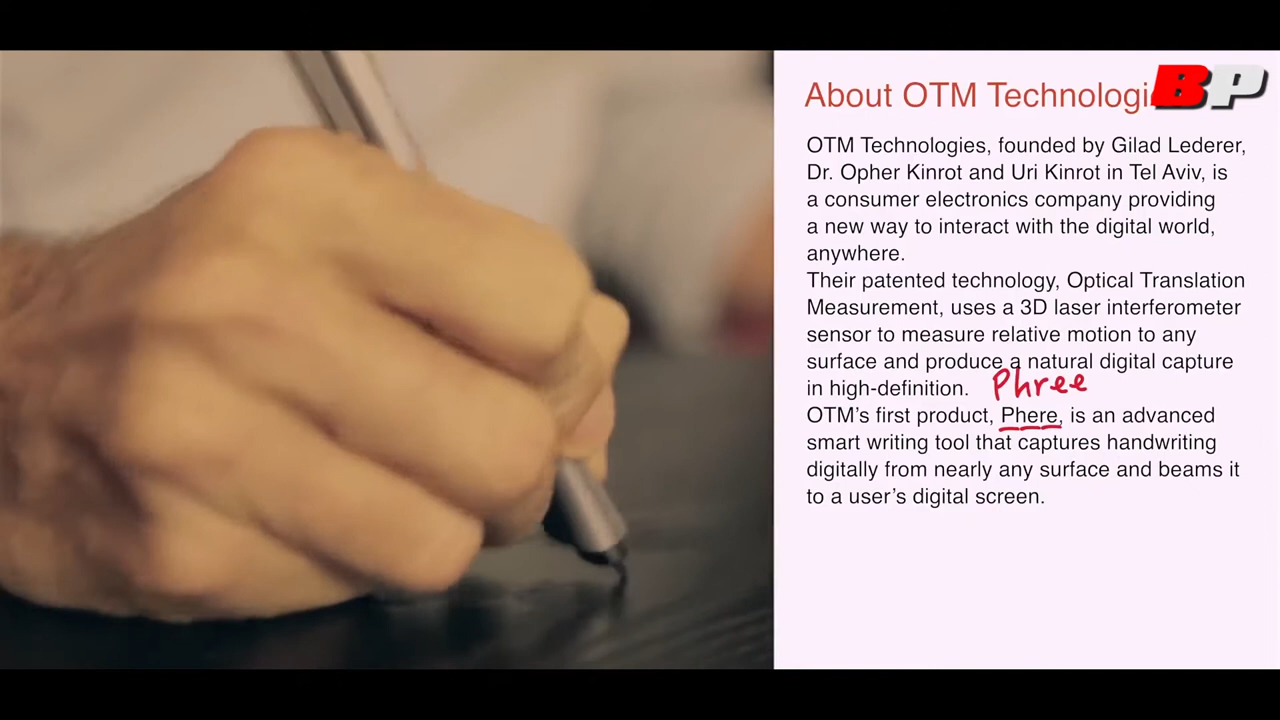 About OTM Technologi
BP
OTM Technologies, founded by Gilad Lederer,
Dr. Opher Kinrot and Uri Kinrot in Tel Aviv, is
a consumer electronics company providing
a new way to interact with the digital world,
anywhere.
Their patented technology, Optical Translation
Measurement, uses a 3D laser interferometer
sensor to measure relative motion to any
surface and produce a natural digital capture
in high-definition.
Phree
OTM's first product, Phere, is an advanced
smart writing tool that captures handwriting
digitally from nearly any surface and beams it
to a user's digital screen.